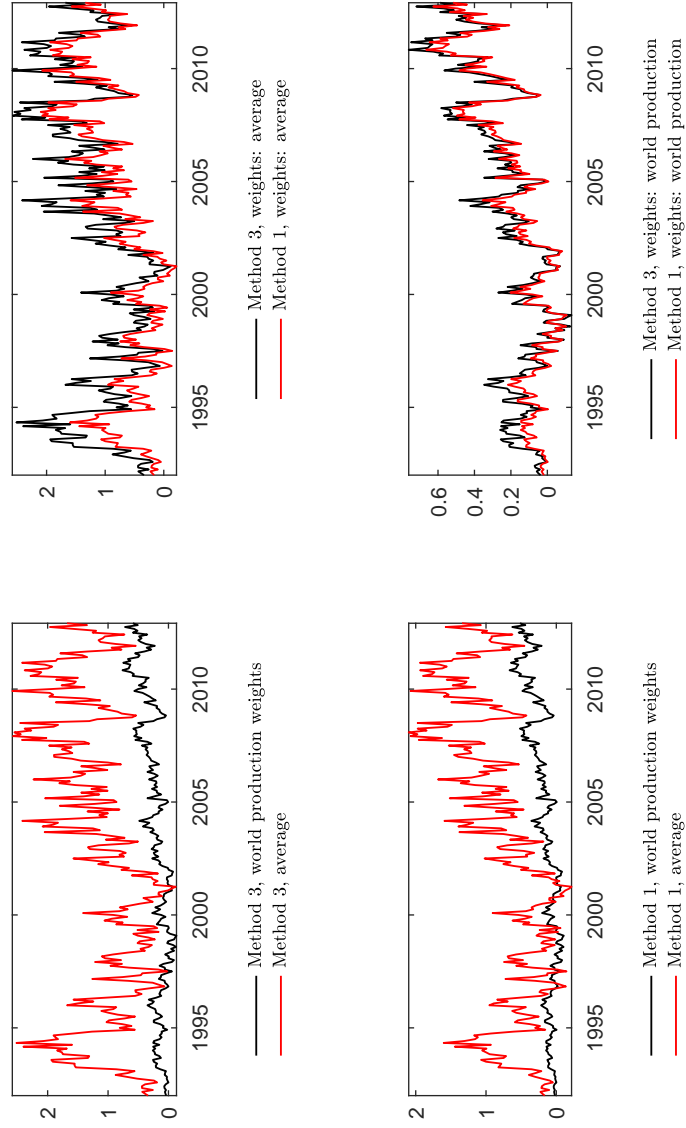 2
1
0
1995 2000 2005 2010
Method 3, world production weights
Method 3, average
2
1
0
1995 2000 2005 2010
Method 3, weights: average
Method 1, weights: average
2
1
0
1995 2000 2005 2010
Method 1, world production weights
Method 1, average
0.6
0.4
0.2
0
1995 2000 2005 2010
Method 3, weights: world production
Method 1, weights: world production